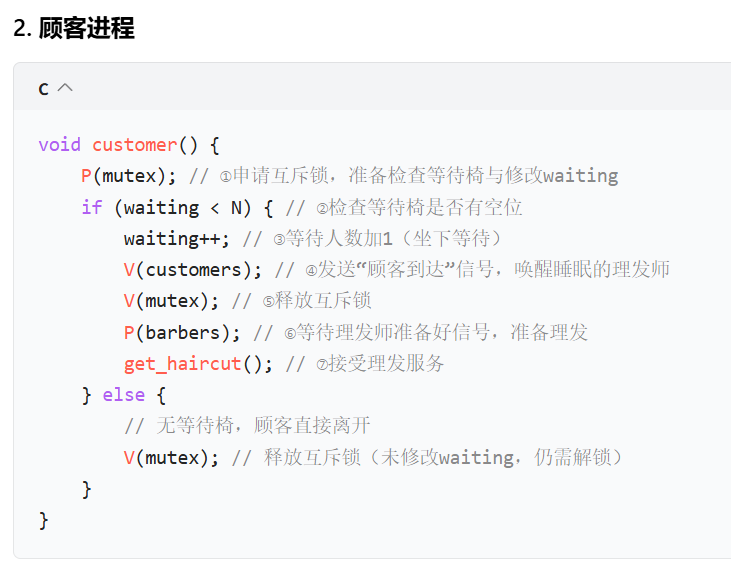 2. 顾客进程
C
void customer() {
P(mutex); // ①申请互斥锁，准备检查等待椅与修改waiting
if (waiting < N) { // ②检查等待椅是否有空位
waiting++; // ③等待人数加1（坐下等待）
V(customers); // ④发送“顾客到达”信号，唤醒睡眠的理发师
V(mutex); // ⑤释放互斥锁
P(barbers); // ⑥等待理发师准备好信号，准备理发
get_haircut(); // ⑦接受理发服务
} else {
// 无等待椅，顾客直接离开
V(mutex); // 释放互斥锁（未修改waiting，仍需解锁）
}
}